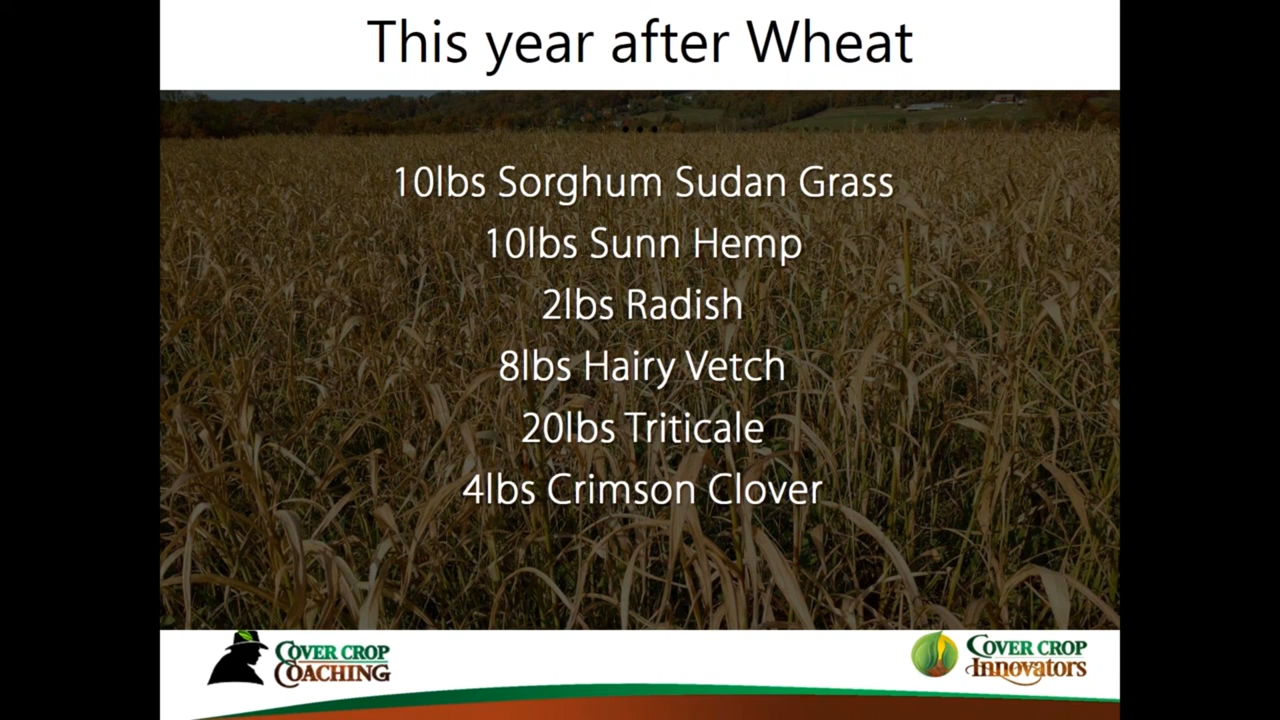 This year after Wheat
...
10lbs Sorghum Sudan Grass
10lbs Sunn Hemp
2lbs Radish
8lbs Hairy Vetch
20lbs Triticale
4lbs Crimson Clover
COVER CROP
COACHING
COVER CROP
Innovators